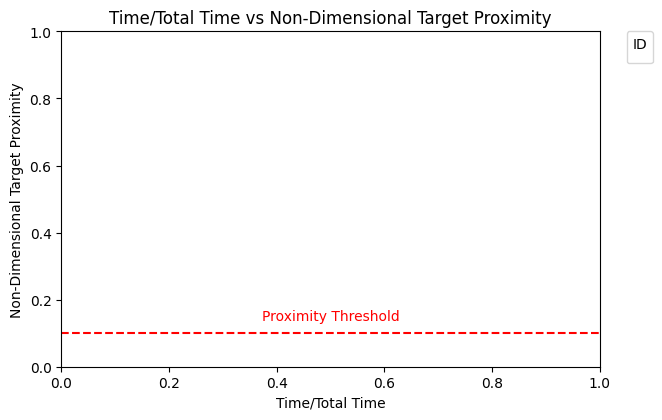 Time/Total Time vs Non-Dimensional Target Proximity
ID
Non-Dimensional Target Proximity
1.0
0.8
0.6
0.4
0.2
0.0
Proximity Threshold
0.0 0.2 0.4 0.6 0.8 1.0
Time/Total Time